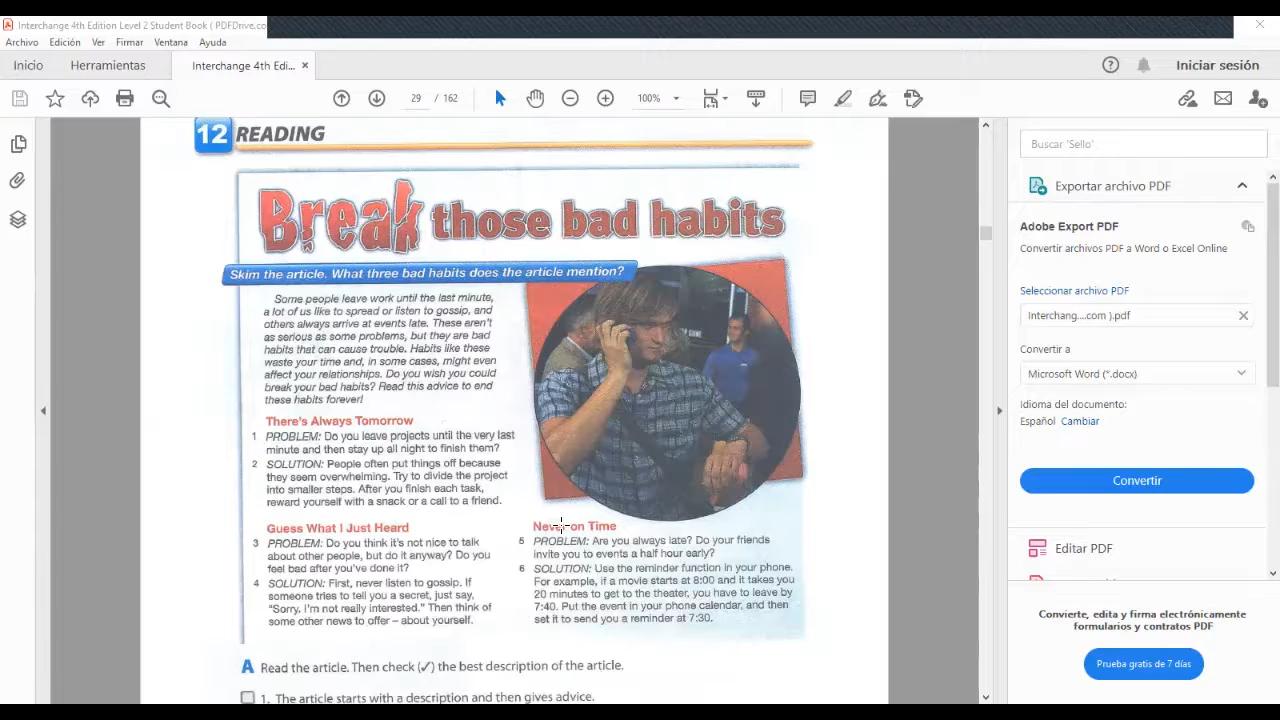 Interchange 4th Edition Level 2 Student Book ( PDFDrive.co
Archivo Edición Ver Firmar Ventana Ayuda
Inicio Herramientas Interchange 4th Edi... × Iniciar sesión
29 / 162 100%
12 READING
Break those bad habits
Skim the article. What three bad habits does the article mention?
Some people leave work until the last minute,
a lot of us like to spread or listen to gossip, and
others always arrive at events late. These aren't
as serious as some problems, but they are bad
habits that can cause trouble. Habits like these
waste your time and, in some cases, might even
affect your relationships. Do you wish you could
break your bad habits? Read this advice to end
these habits forever!
There's Always Tomorrow
1 PROBLEM: Do you leave projects until the very last
minute and then stay up all night to finish them?
2 SOLUTION: People often put things off because
they seem overwhelming. Try to divide the project
into smaller steps. After you finish each task,
reward yourself with a snack or a call to a friend.
Guess What I Just Heard
3 PROBLEM: Do you think it's not nice to talk
about other people, but do it anyway? Do you
feel bad after you've done it?
4 SOLUTION: First, never listen to gossip. If
someone tries to tell you a secret, just say,
"Sorry, I'm not really interested." Then think of
some other news to offer – about yourself.
Never on Time
5 PROBLEM: Are you always late? Do your friends
invite you to events a half hour early?
6 SOLUTION: Use the reminder function in your phone.
For example, if a movie starts at 8:00 and it takes you
20 minutes to get to the theater, you have to leave by
7:40. Put the event in your phone calendar, and then
set it to send you a reminder at 7:30.
A Read the article. Then check (✓) the best description of the article.
1. The article starts with a description and then gives advice.
Buscar 'Sello'
Exportar archivo PDF
Adobe Export PDF
Convertir archivos PDF a Word o Excel Online
Seleccionar archivo PDF
Interchang....com ).pdf
Convertir a
Microsoft Word (*.docx)
Idioma del documento:
Español Cambiar
Convertir
Editar PDF
Convierte, edita y firma electrónicamente
formularios y contratos PDF
Prueba gratis de 7 días